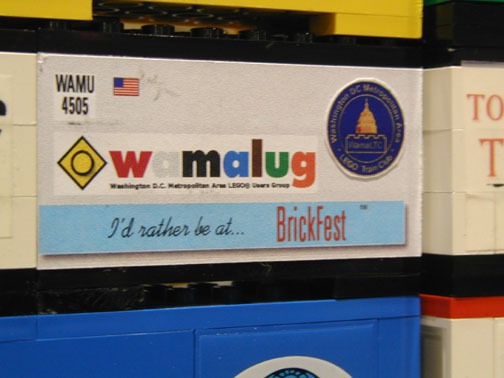 WAMU
4505
wamalug
Washington D.C. Metropolitan Area LEGO® Users Group
Washington DC Metropolitan Area
WamaLTC
LEGO Train Club
I'd rather be at... BrickFest
TO
T